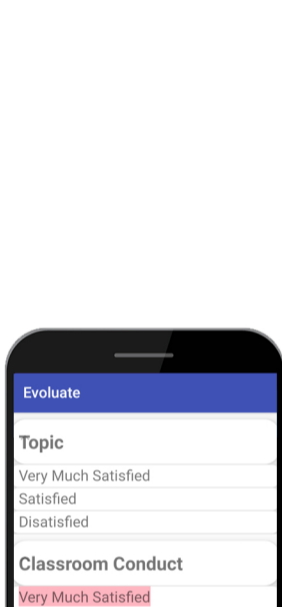 Evoluate
Topic
Very Much Satisfied
Satisfied
Disatisfied
Classroom Conduct
Very Much Satisfied